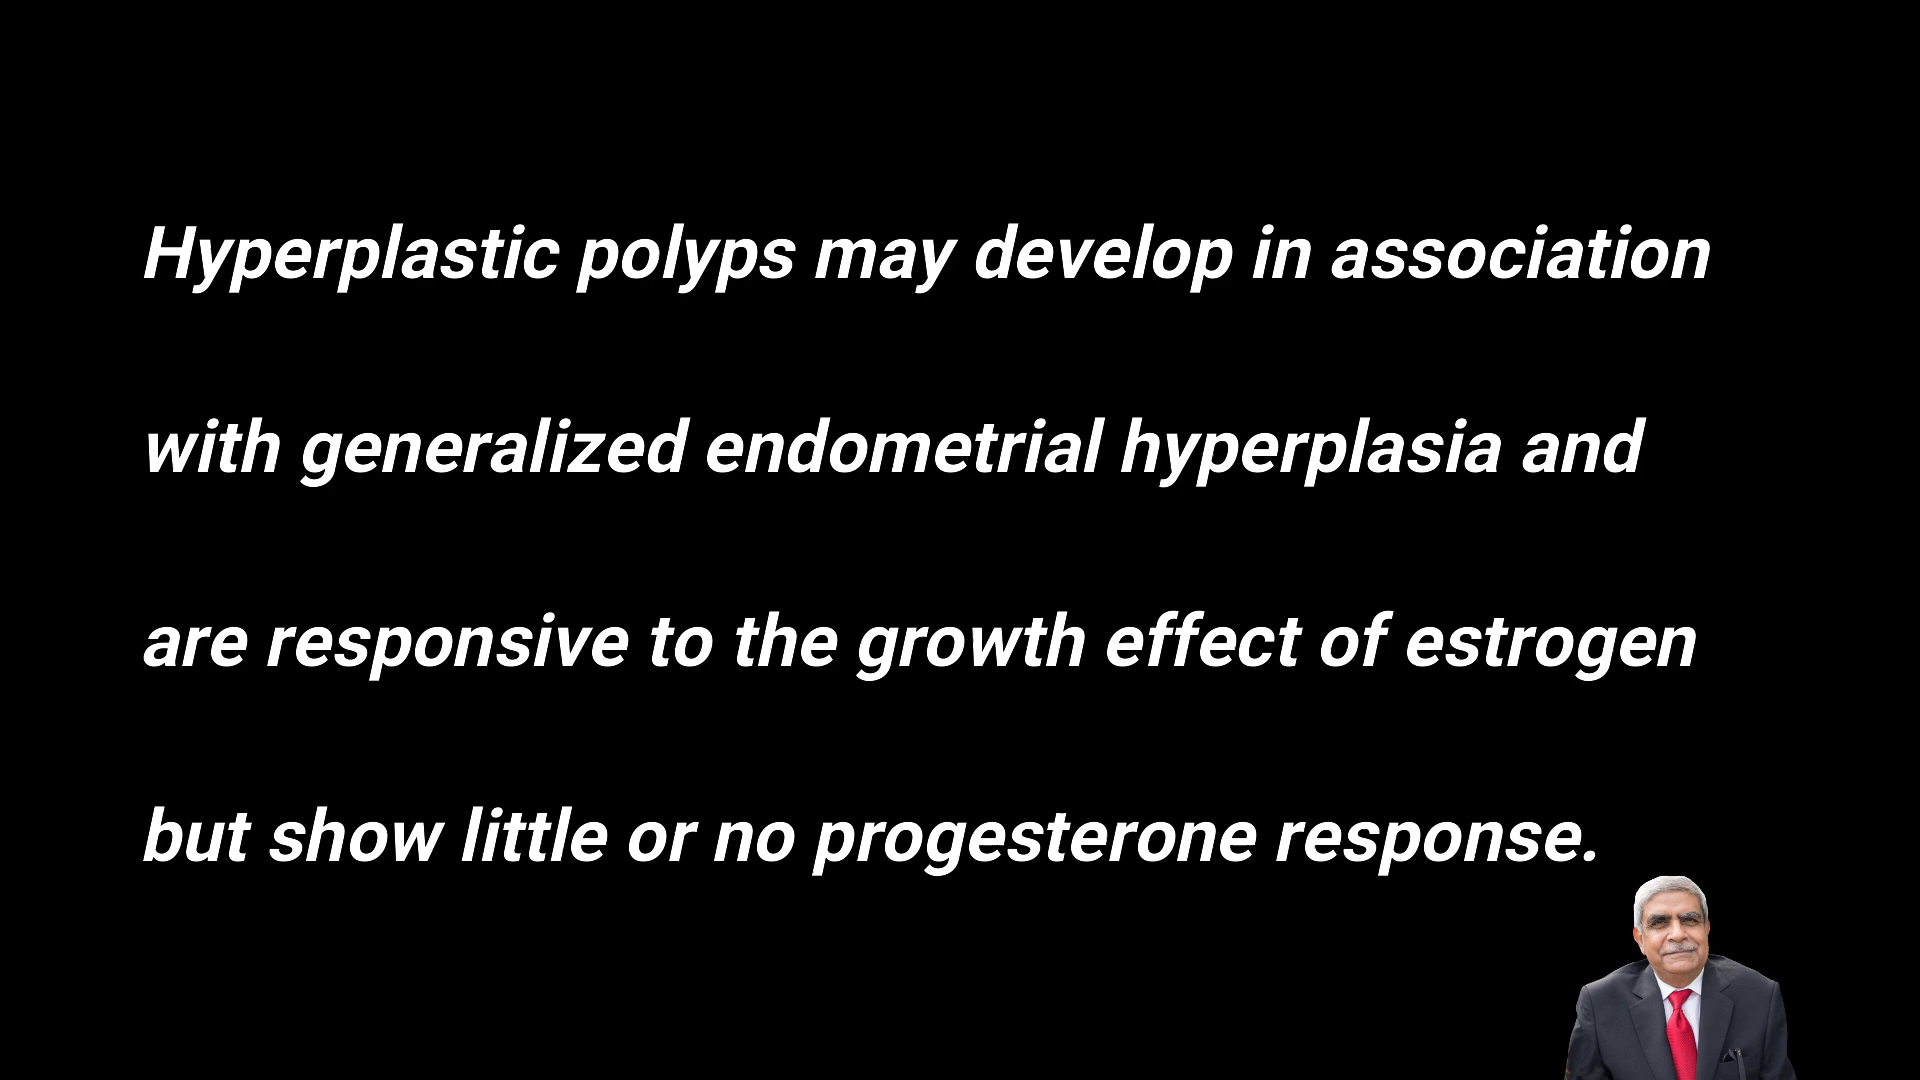 Hyperplastic polyps may develop in association
with generalized endometrial hyperplasia and
are responsive to the growth effect of estrogen
but show little or no progesterone response.